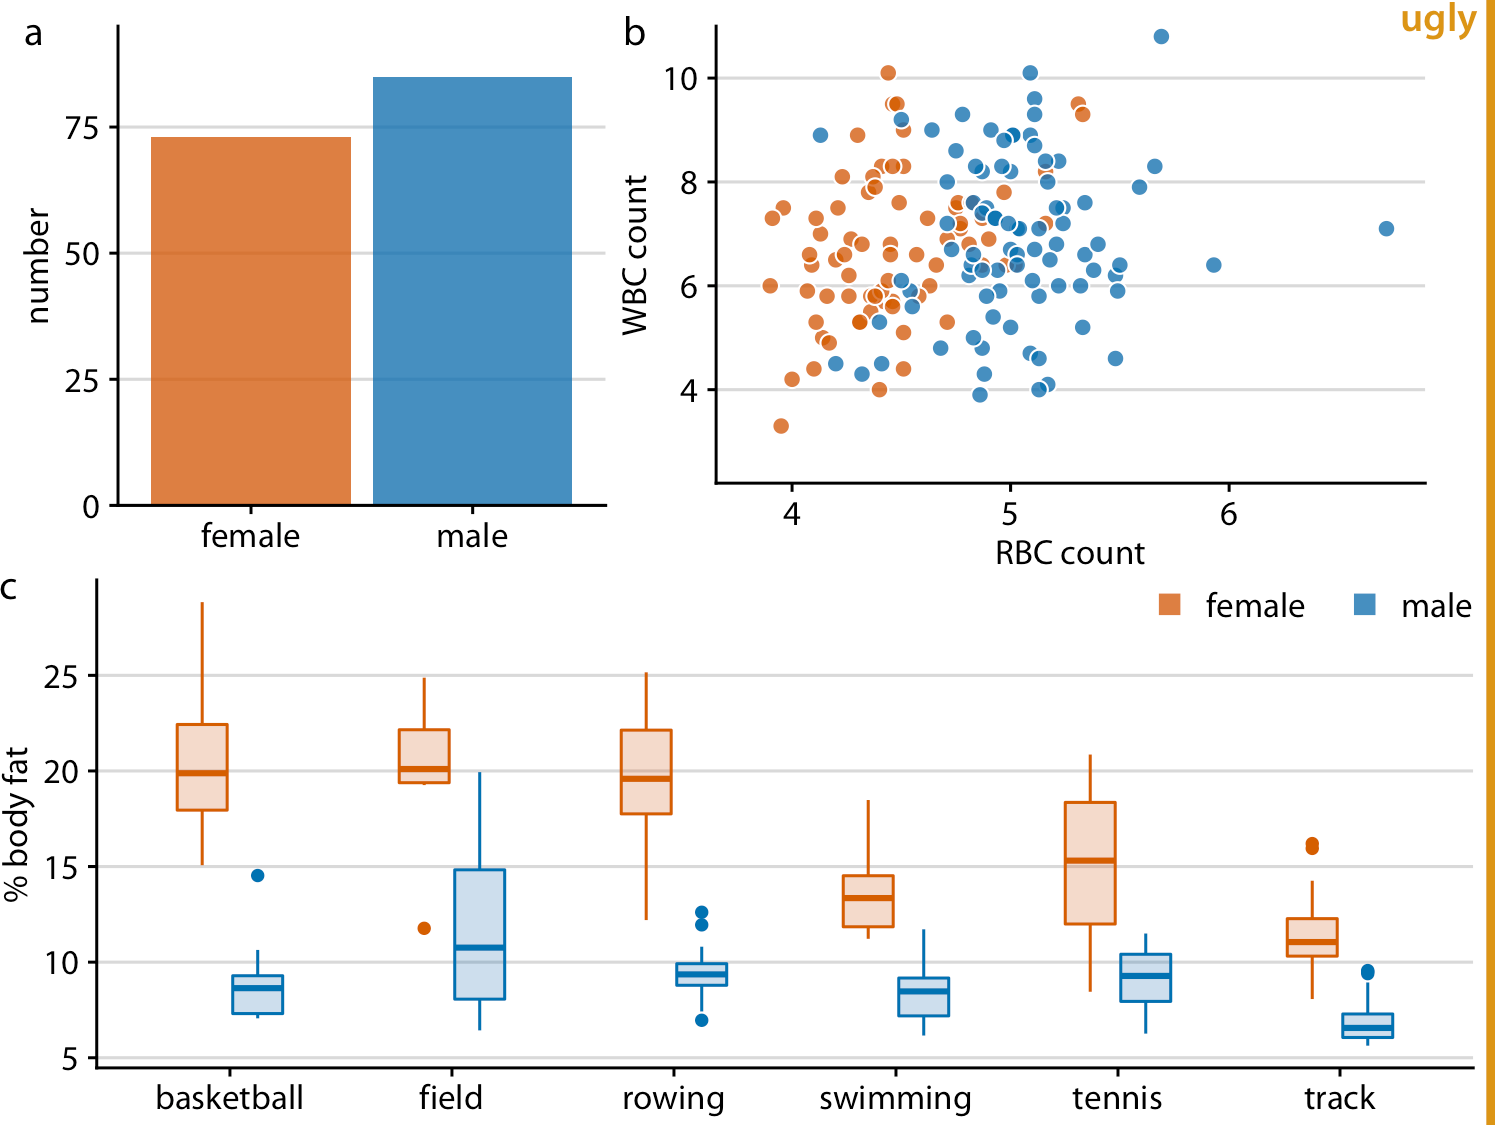 ugly
a
number
75
50
25
0
female male
b
WBC count
10
8
6
4
4 5 6
RBC count
c
female male
% body fat
25
20
15
10
5
basketball field rowing swimming tennis track